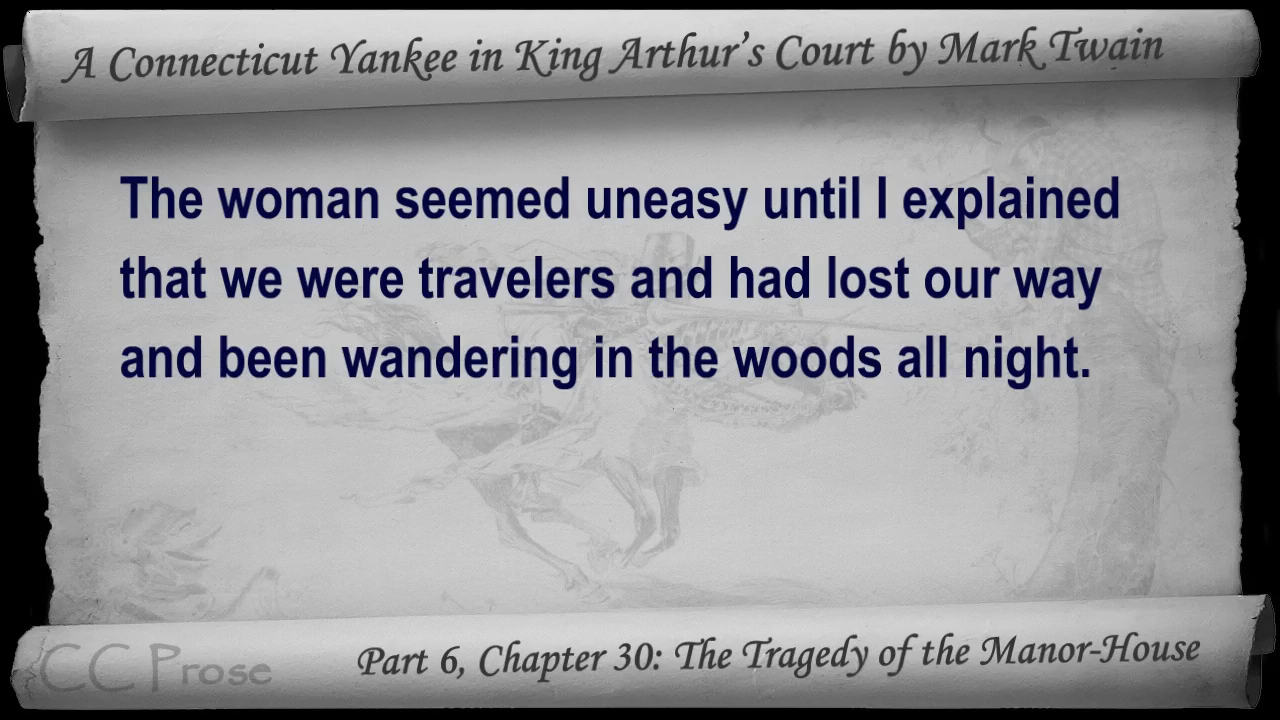 A Connecticut Yankee in King Arthur's Court by Mark Twain
The woman seemed uneasy until I explained
that we were travelers and had lost our way
and been wandering in the woods all night.
CC Prose
Part 6, Chapter 30: The Tragedy of the Manor-House